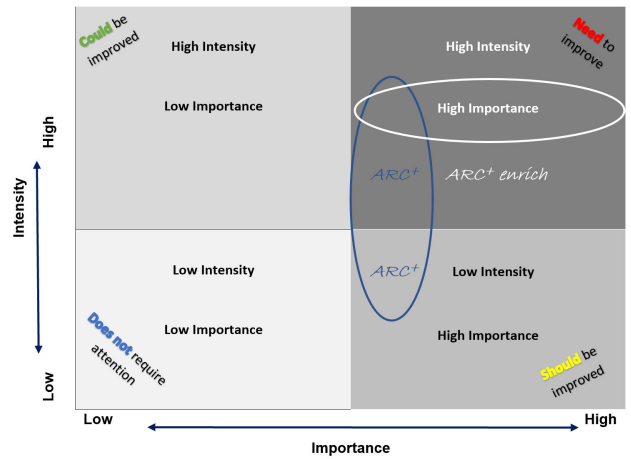 Could be
improved
High Intensity
Low Importance
High Intensity
Need to
improve
High Importance
ARC+
ARC+ enrich
High
Intensity
Low
Low Intensity
Low Importance
Does not require
attention
ARC+
Low Intensity
High Importance
Should be
improved
Low
High
Importance